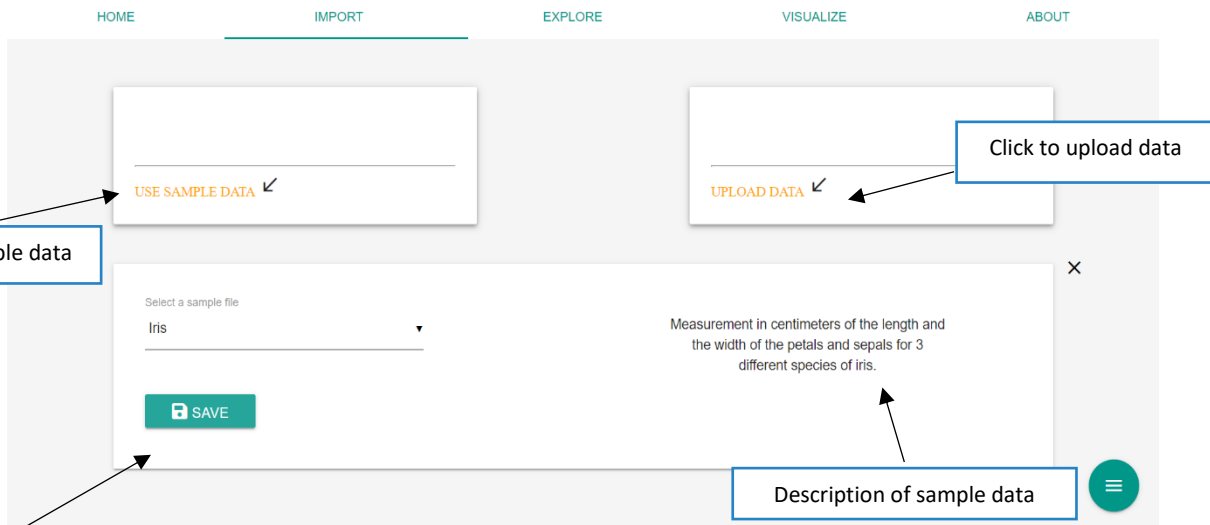 HOME IMPORT EXPLORE VISUALIZE ABOUT
Click to upload data
USE SAMPLE DATA
UPLOAD DATA
data
Select a sample file
Iris
Measurement in centimeters of the length and
the width of the petals and sepals for 3
different species of iris.
SAVE
Description of sample data